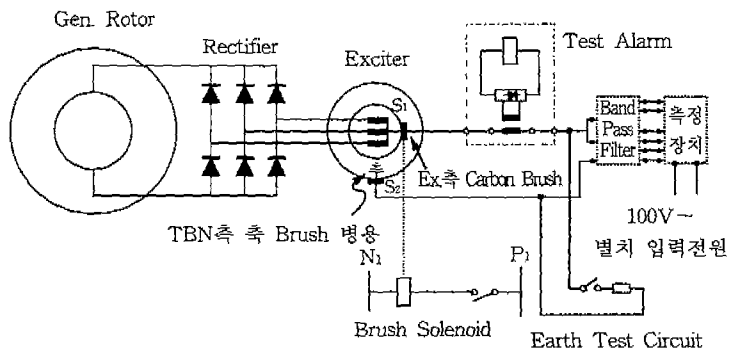 Gen. Rotor
Rectifier
Exciter
Test Alarm
S1
Band
Pass
Filter
측정
장치
Ex.측 Carbon Brush
S2
TBN측 축 Brush 병용
100V~
별치 입력전원
N1
P1
Brush Solenoid
Earth Test Circuit